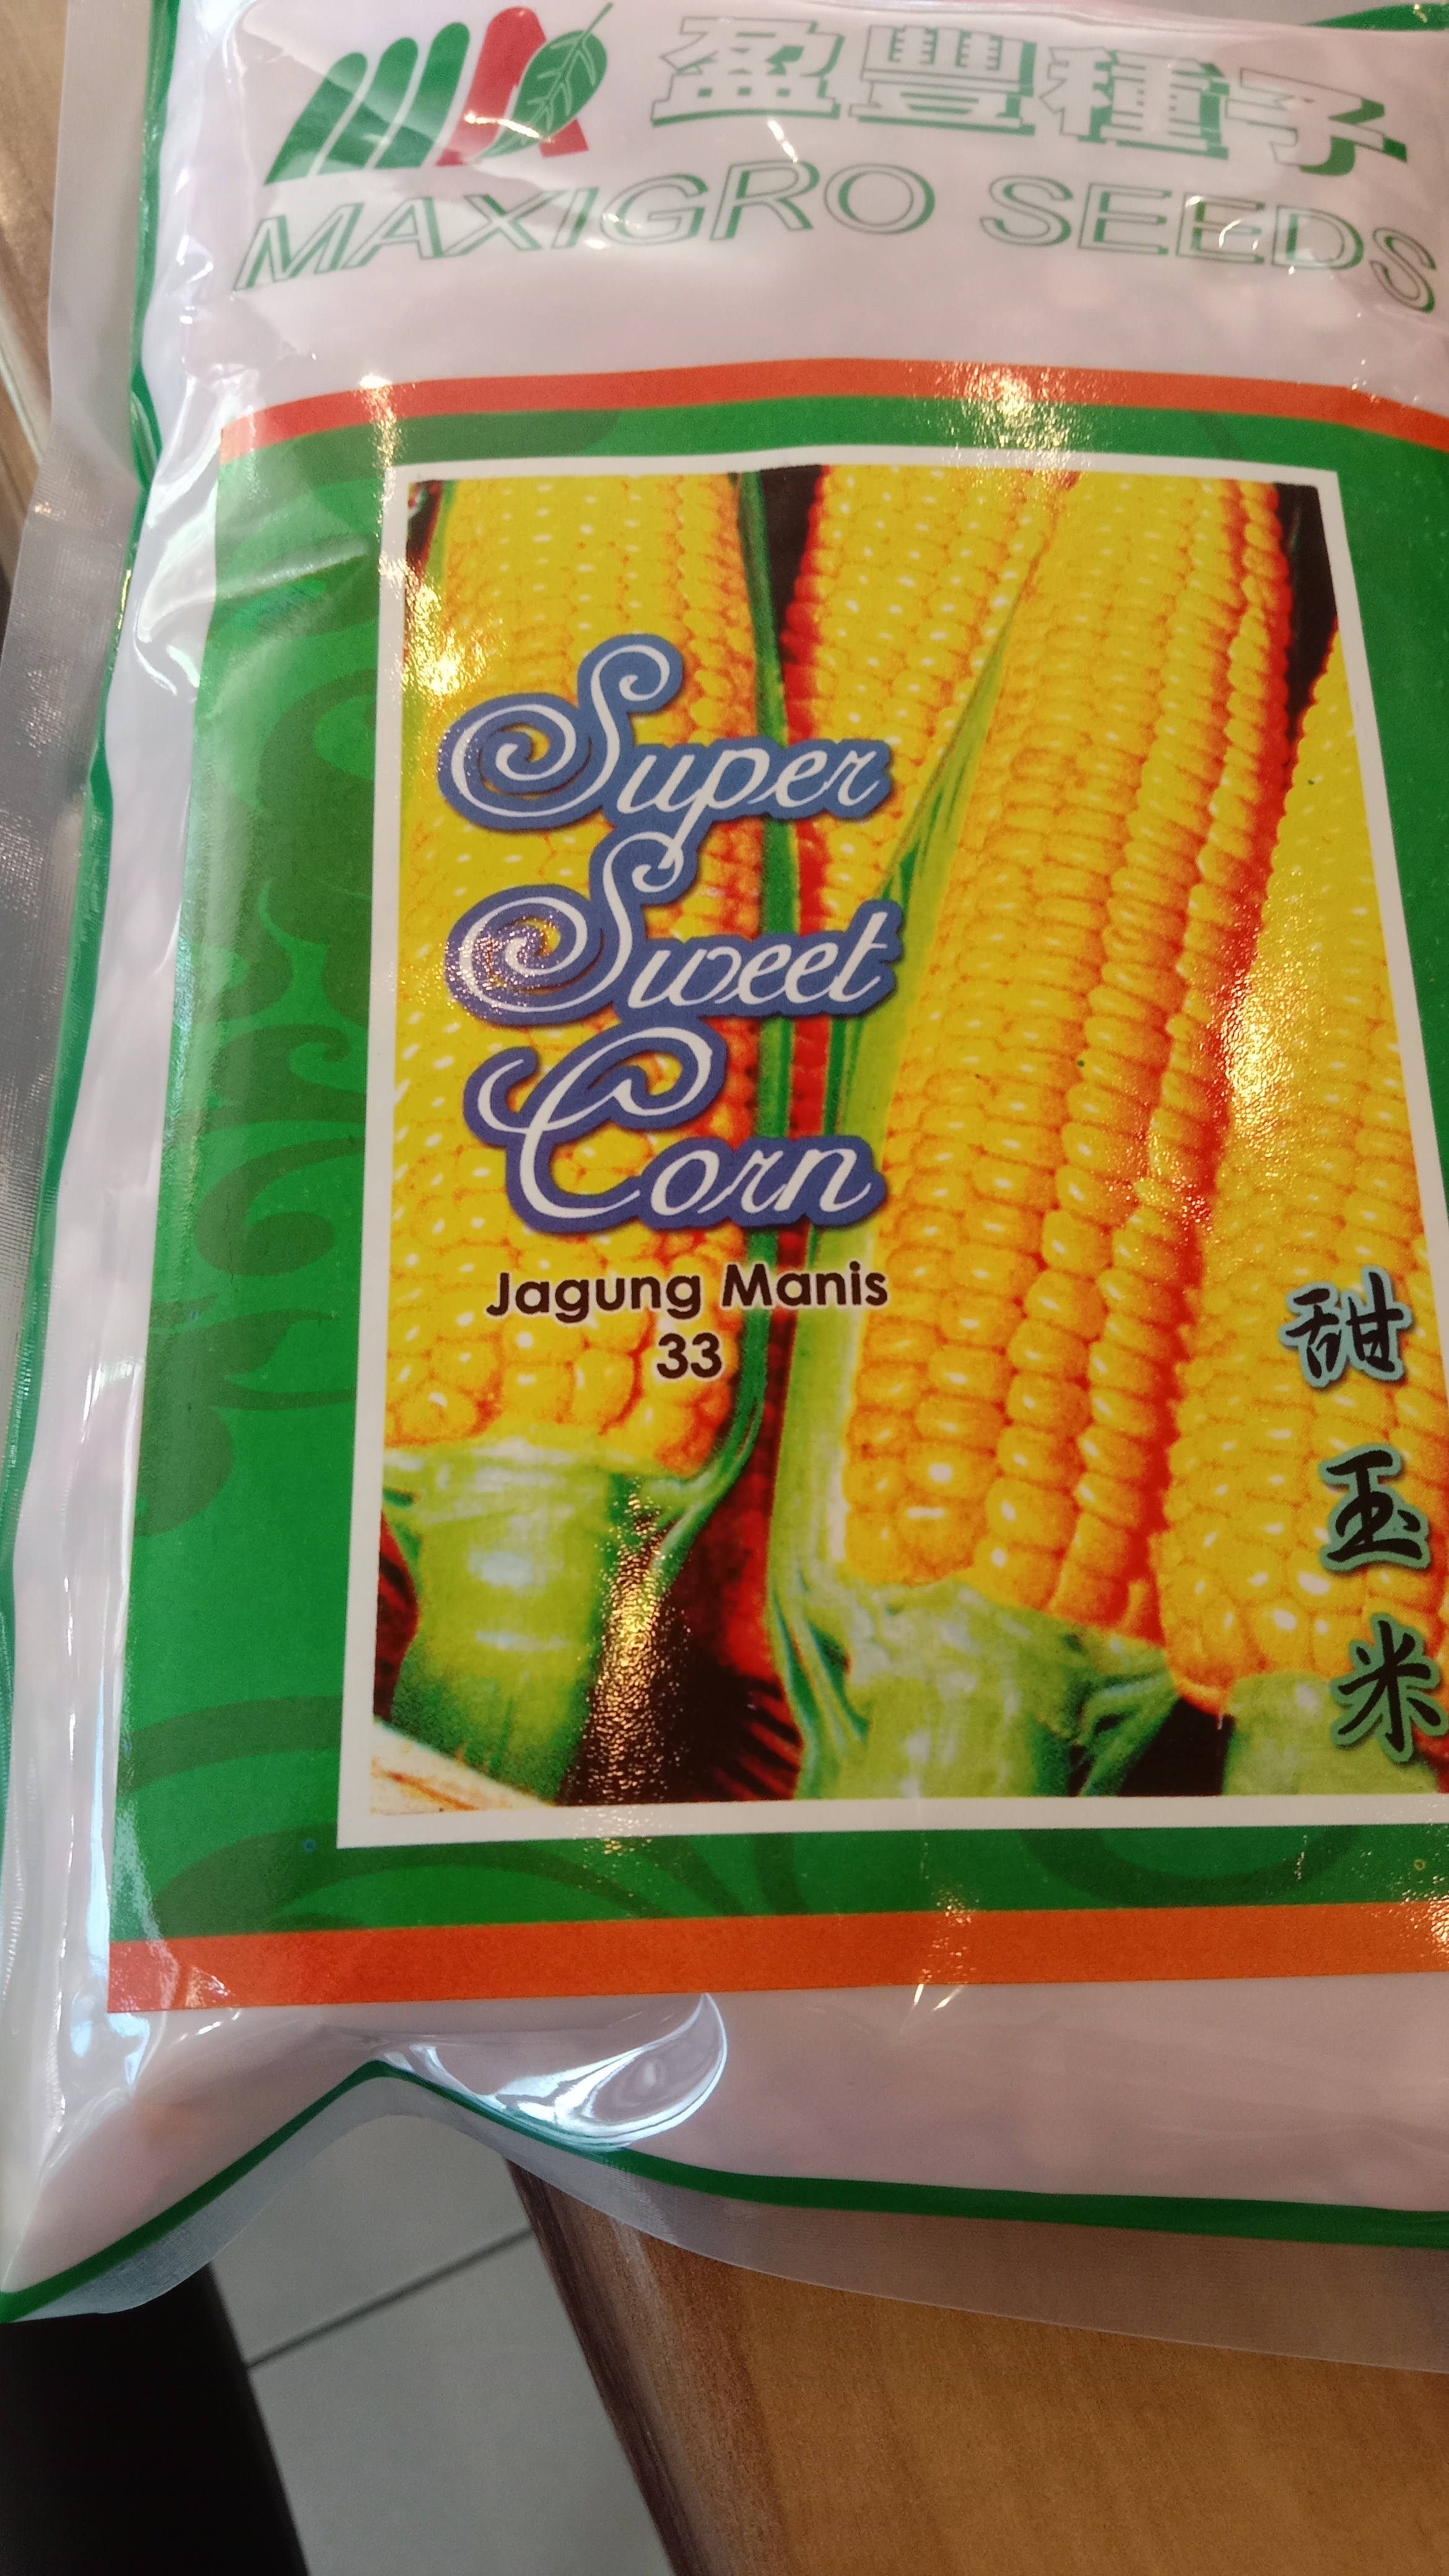 盈豐種子
MAXIGRO SEEDS
Super
Sweet
Corn
Jagung Manis
33
甜
玉
米